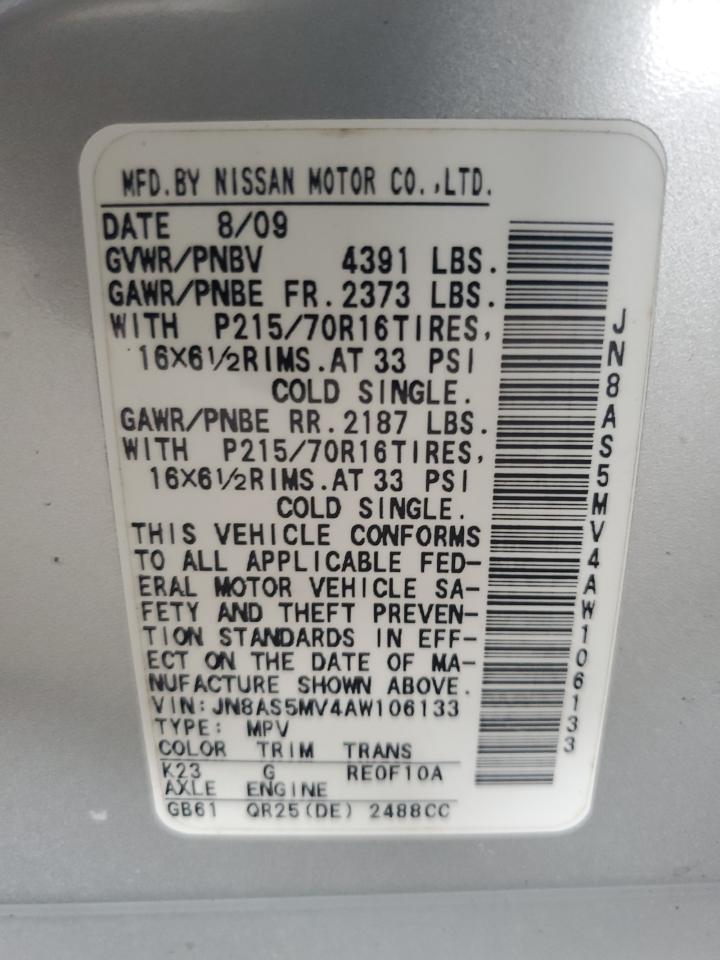 MFD.BY NISSAN MOTOR CO.,LTD.
DATE 8/09
GVWR/PNBV 4391 LBS.
GAWR/PNBE FR.2373 LBS.
WITH P215/70R16TIRES,
16X6½RIMS.AT 33 PSI
COLD SINGLE.
GAWR/PNBE RR.2187 LBS.
WITH P215/70R16TIRES,
16X6½RIMS.AT 33 PSI
COLD SINGLE.
THIS VEHICLE CONFORMS
TO ALL APPLICABLE FED-
ERAL MOTOR VEHICLE SA-
FETY AND THEFT PREVEN-
TION STANDARDS IN EFF-
ECT ON THE DATE OF MA-
NUFACTURE SHOWN ABOVE.
VIN: JN8AS5MV4AW106133
TYPE: MPV
COLOR TRIM TRANS
K23 G RE0F10A
AXLE ENGINE
GB61 QR25(DE) 2488CC
JN8AS5MV4AW106133